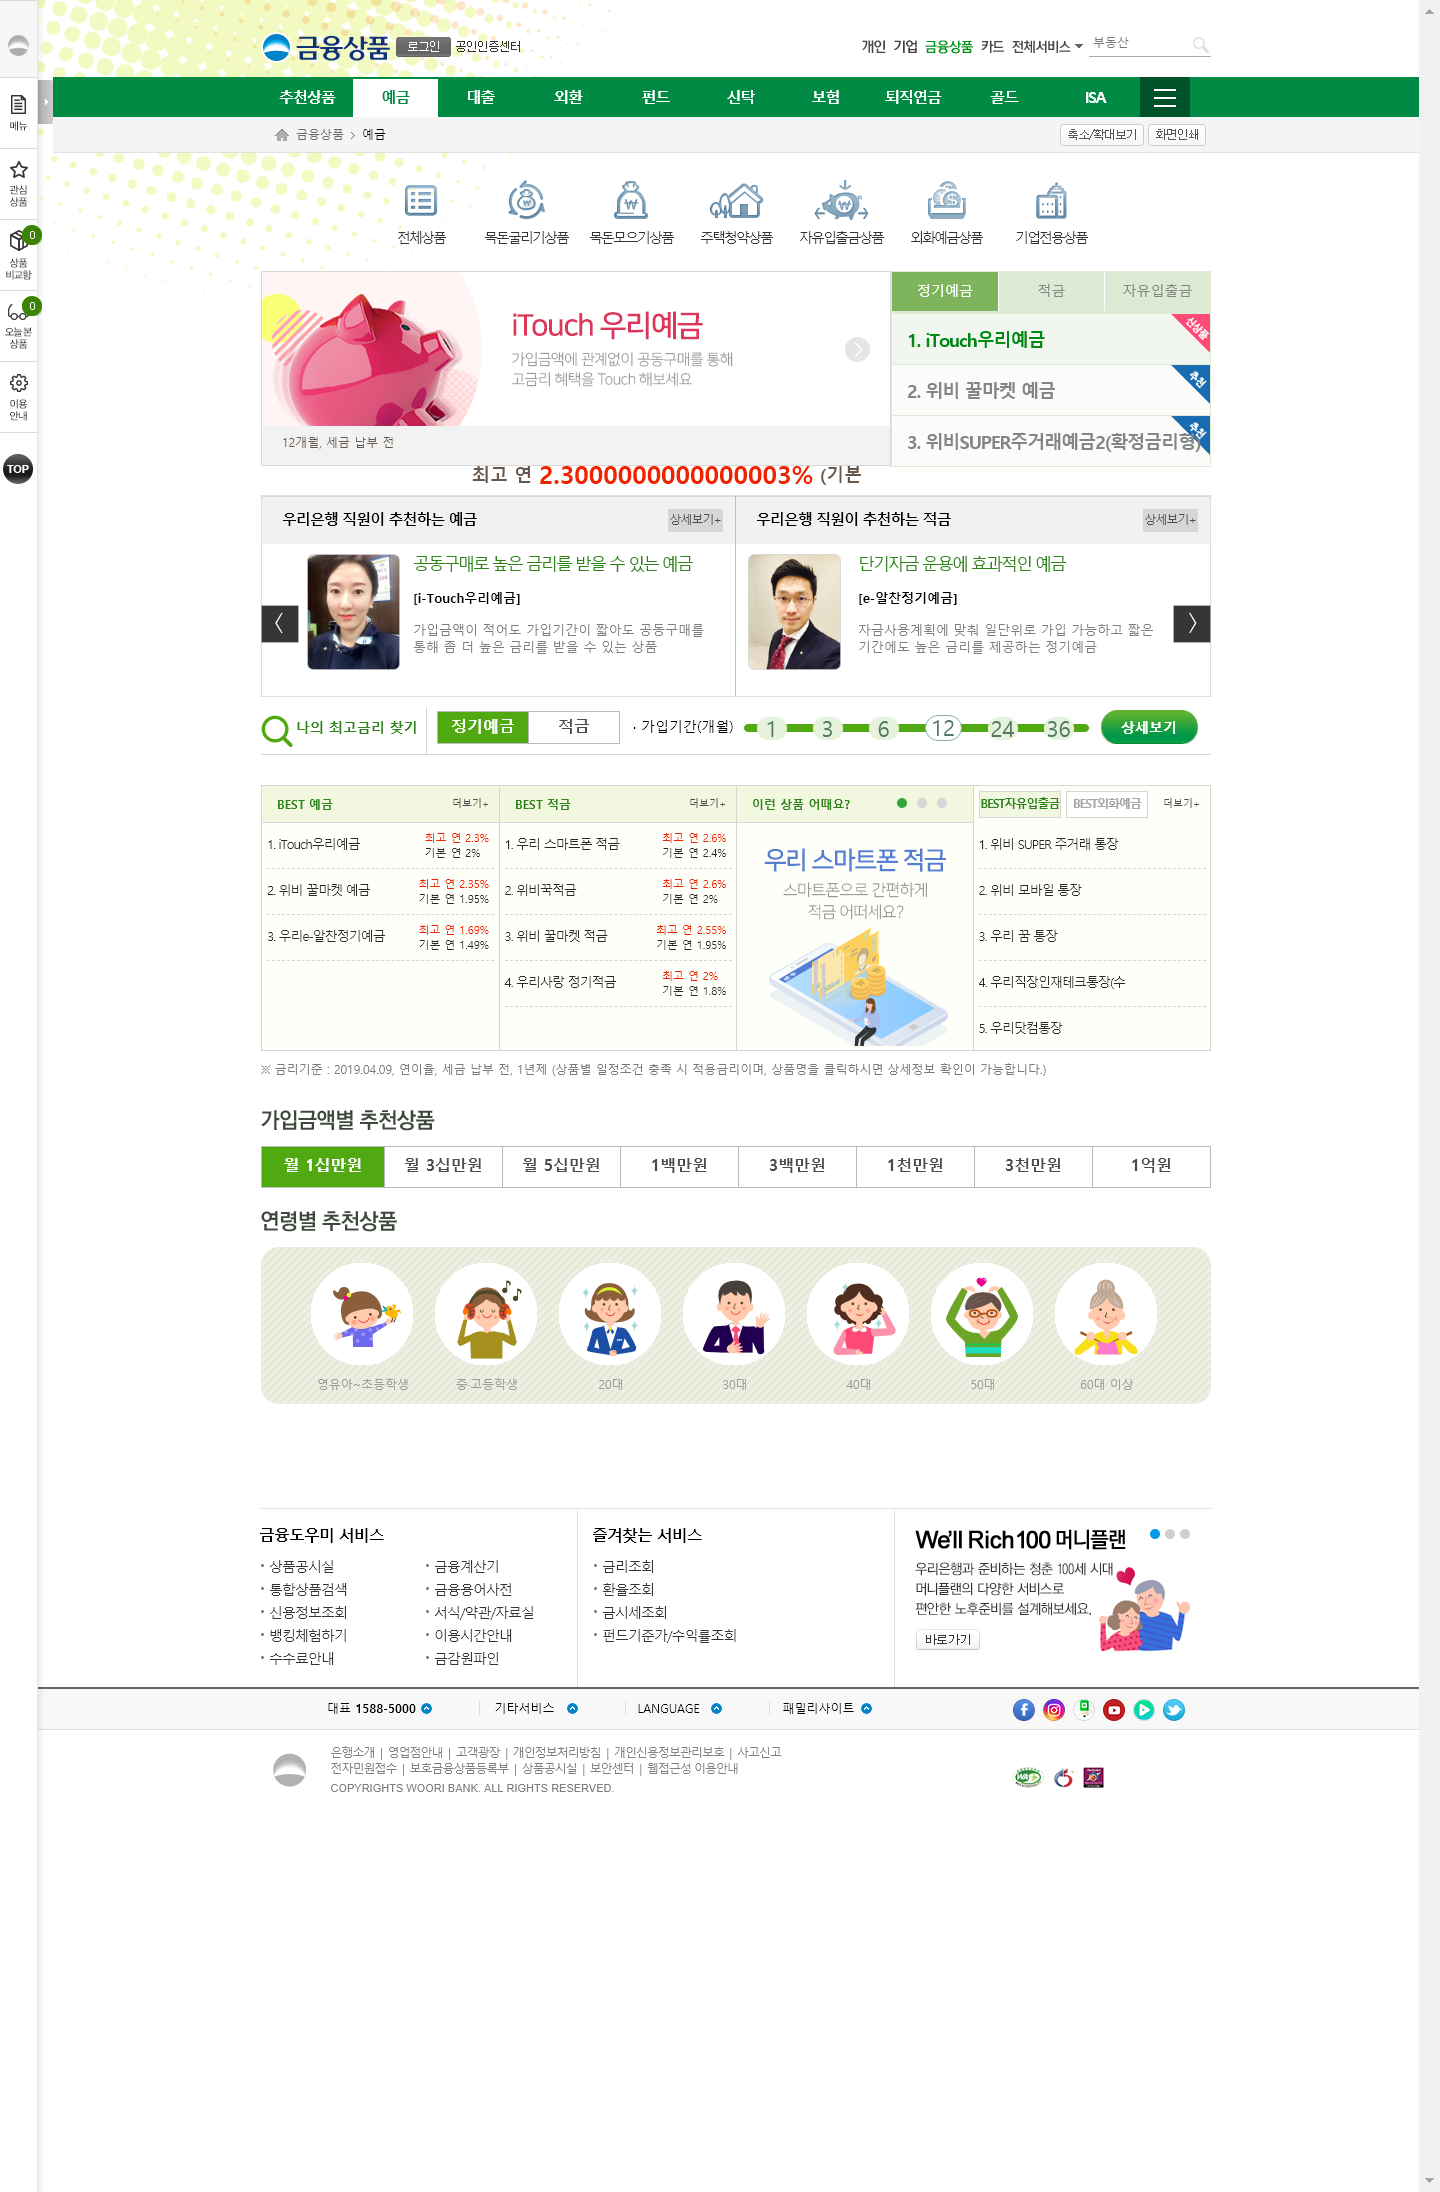 금융상품
로그인
공인인증센터
개인 기업 금융상품 카드 전체서비스
부동산
추천상품 예금 대출 외환 펀드 신탁 보험 퇴직연금 골드 ISA
금융상품 > 예금
축소/확대보기
화면인쇄
메뉴
관심
상품
0
상품
비교함
0
오늘본
상품
이용
안내
TOP
전체상품
목돈굴리기상품
목돈모으기상품
주택청약상품
자유입출금상품
외화예금상품
기업전용상품
iTouch 우리예금
가입금액에 관계없이 공동구매를 통해
고금리 혜택을 Touch 해보세요
12개월, 세금 납부 전
최고 연 2.3000000000000003% (기본
정기예금 적금 자유입출금
1. iTouch우리예금
신상품
2. 위비 꿀마켓 예금
추천
3. 위비SUPER주거래예금2(확정금리형)
추천
우리은행 직원이 추천하는 예금
상세보기+
공동구매로 높은 금리를 받을 수 있는 예금
[i-Touch우리예금]
가입금액이 적어도 가입기간이 짧아도 공동구매를
통해 좀 더 높은 금리를 받을 수 있는 상품
우리은행 직원이 추천하는 적금
상세보기+
단기자금 운용에 효과적인 예금
[e-알찬정기예금]
자금사용계획에 맞춰 일단위로 가입 가능하고 짧은
기간에도 높은 금리를 제공하는 정기예금
나의 최고금리 찾기
정기예금 적금
· 가입기간(개월)
1 3 6 12 24 36
상세보기
BEST 예금 더보기+
1. iTouch우리예금
최고 연 2.3%
기본 연 2%
2. 위비 꿀마켓 예금
최고 연 2.35%
기본 연 1.95%
3. 우리e-알찬정기예금
최고 연 1.69%
기본 연 1.49%
BEST 적금 더보기+
1. 우리 스마트폰 적금
최고 연 2.6%
기본 연 2.4%
2. 위비꾹적금
최고 연 2.6%
기본 연 2%
3. 위비 꿀마켓 적금
최고 연 2.55%
기본 연 1.95%
4. 우리사랑 정기적금
최고 연 2%
기본 연 1.8%
이런 상품 어때요?
우리 스마트폰 적금
스마트폰으로 간편하게
적금 어떠세요?
BEST자유입출금 BEST외화예금 더보기+
1. 위비 SUPER 주거래 통장
2. 위비 모바일 통장
3. 우리 꿈 통장
4. 우리직장인재테크통장(수
5. 우리닷컴통장
※ 금리기준 : 2019.04.09, 연이율, 세금 납부 전, 1년제 (상품별 일정조건 충족 시 적용금리이며, 상품명을 클릭하시면 상세정보 확인이 가능합니다.)
가입금액별 추천상품
월 1십만원 월 3십만원 월 5십만원 1백만원 3백만원 1천만원 3천만원 1억원
연령별 추천상품
영유아~초등학생 중·고등학생 20대 30대 40대 50대 60대 이상
금융도우미 서비스
· 상품공시실
· 통합상품검색
· 신용정보조회
· 뱅킹체험하기
· 수수료안내
· 금융계산기
· 금융용어사전
· 서식/약관/자료실
· 이용시간안내
· 금감원파인
즐겨찾는 서비스
· 금리조회
· 환율조회
· 금시세조회
· 펀드기준가/수익률조회
We'll Rich100 머니플랜
우리은행과 준비하는 청춘 100세 시대
머니플랜의 다양한 서비스로
편안한 노후준비를 설계해보세요.
바로가기
대표 1588-5000
기타서비스
LANGUAGE
패밀리사이트
은행소개 | 영업점안내 | 고객광장 | 개인정보처리방침 | 개인신용정보관리보호 | 사고신고
전자민원접수 | 보호금융상품등록부 | 상품공시실 | 보안센터 | 웹접근성 이용안내
COPYRIGHTS WOORI BANK. ALL RIGHTS RESERVED.
WA